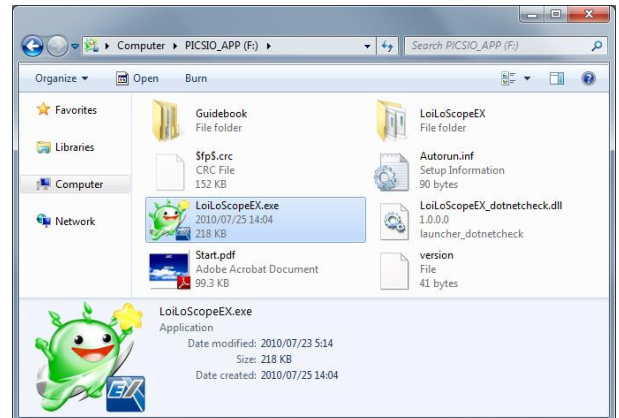 Computer ▸ PICSIO_APP (F:) ▸
Search PICSIO_APP (F:)
Organize ▾ Open Burn
Favorites
Libraries
Computer
Network
Guidebook
File folder
LoiLoScopeEX
File folder
$fp$.crc
CRC File
152 KB
Autorun.inf
Setup Information
90 bytes
LoiLoScopeEX.exe
2010/07/25 14:04
218 KB
LoiLoScopeEX_dotnetcheck.dll
1.0.0.0
launcher_dotnetcheck
Start.pdf
Adobe Acrobat Document
99.3 KB
version
File
41 bytes
LoiLoScopeEX.exe
Application
Date modified: 2010/07/23 5:14
Size: 218 KB
Date created: 2010/07/25 14:04
EX